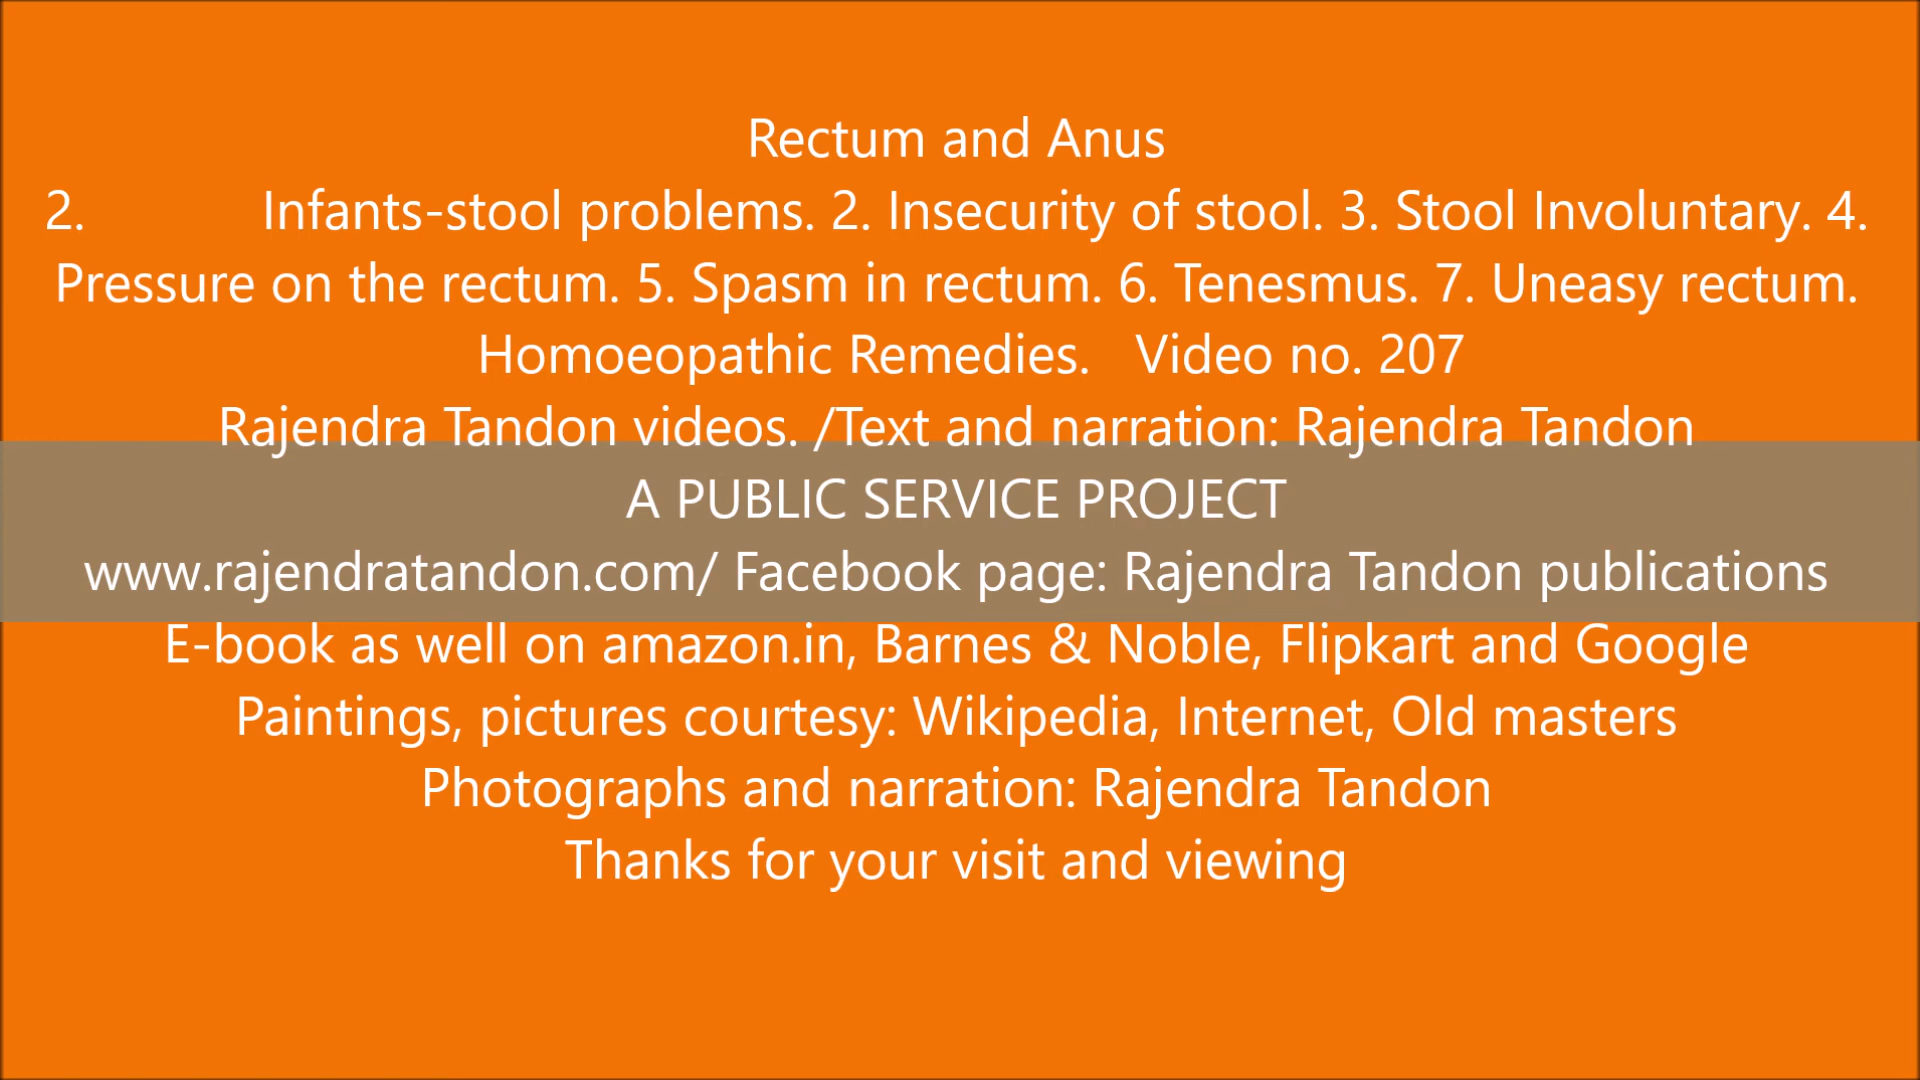 Rectum and Anus
2. Infants-stool problems. 2. Insecurity of stool. 3. Stool Involuntary. 4.
Pressure on the rectum. 5. Spasm in rectum. 6. Tenesmus. 7. Uneasy rectum.
Homoeopathic Remedies. Video no. 207
Rajendra Tandon videos. /Text and narration: Rajendra Tandon
A PUBLIC SERVICE PROJECT
www.rajendratandon.com/ Facebook page: Rajendra Tandon publications
E-book as well on amazon.in, Barnes & Noble, Flipkart and Google
Paintings, pictures courtesy: Wikipedia, Internet, Old masters
Photographs and narration: Rajendra Tandon
Thanks for your visit and viewing